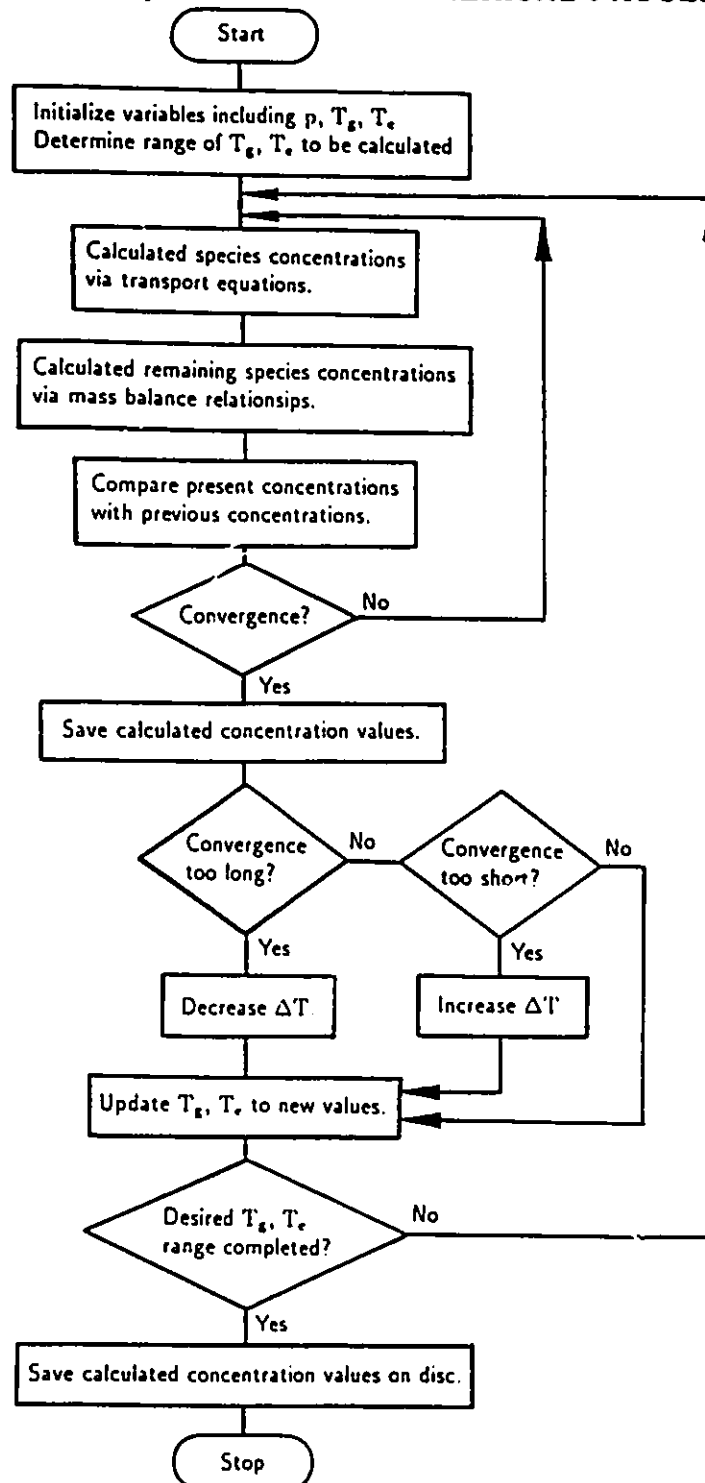 Start
Initialize variables including p, T_g, T_e
Determine range of T_g, T_e to be calculated
Calculated species concentrations
via transport equations.
Calculated remaining species concentrations
via mass balance relationsips.
Compare present concentrations
with previous concentrations.
Convergence?
No
Yes
Save calculated concentration values.
Convergence
too long?
No
Convergence
too short?
No
Yes
Yes
Decrease ΔT
Increase ΔT
Update T_g, T_e to new values.
Desired T_g, T_e
range completed?
No
Yes
Save calculated concentration values on disc.
Stop